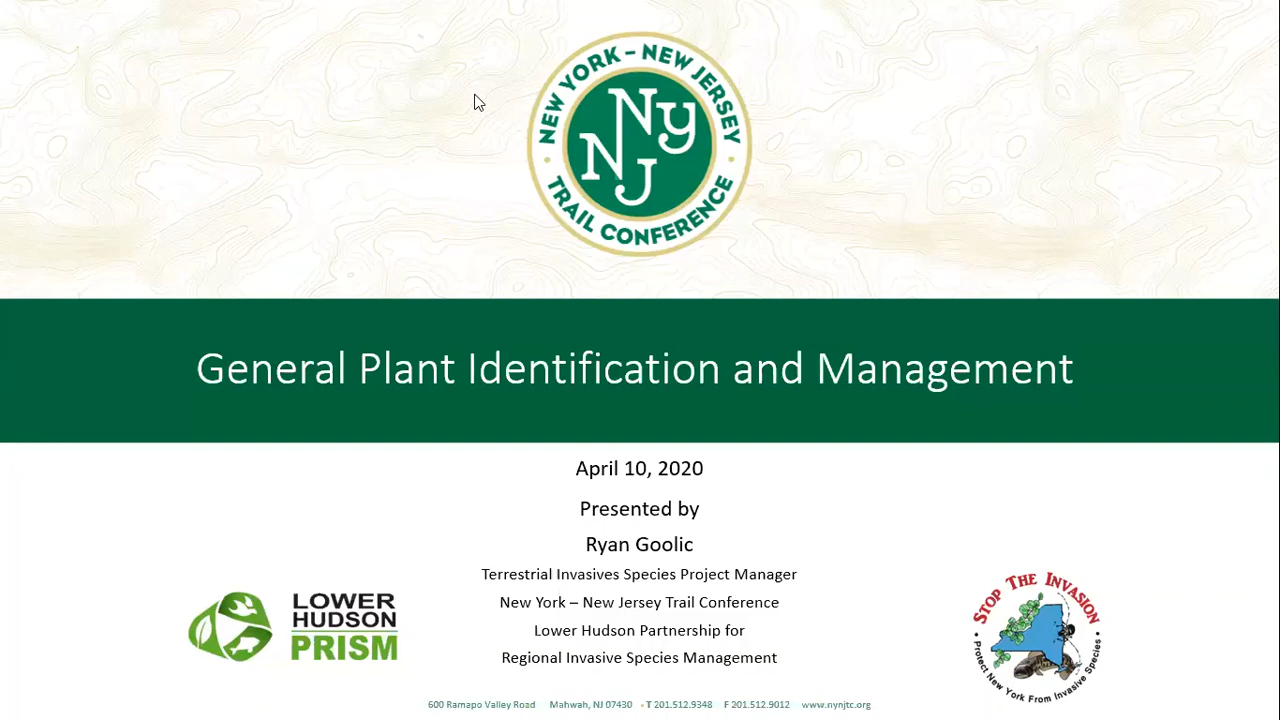 NEW YORK – NEW JERSEY
NY
NJ
TRAIL CONFERENCE
General Plant Identification and Management
April 10, 2020
Presented by
Ryan Goolic
Terrestrial Invasives Species Project Manager
New York – New Jersey Trail Conference
Lower Hudson Partnership for
Regional Invasive Species Management
LOWER
HUDSON
PRISM
STOP THE INVASION
• Protect New York From Invasive Species •
600 Ramapo Valley Road Mahwah, NJ 07430 • T 201.512.9348 F 201.512.9012 www.nynjtc.org